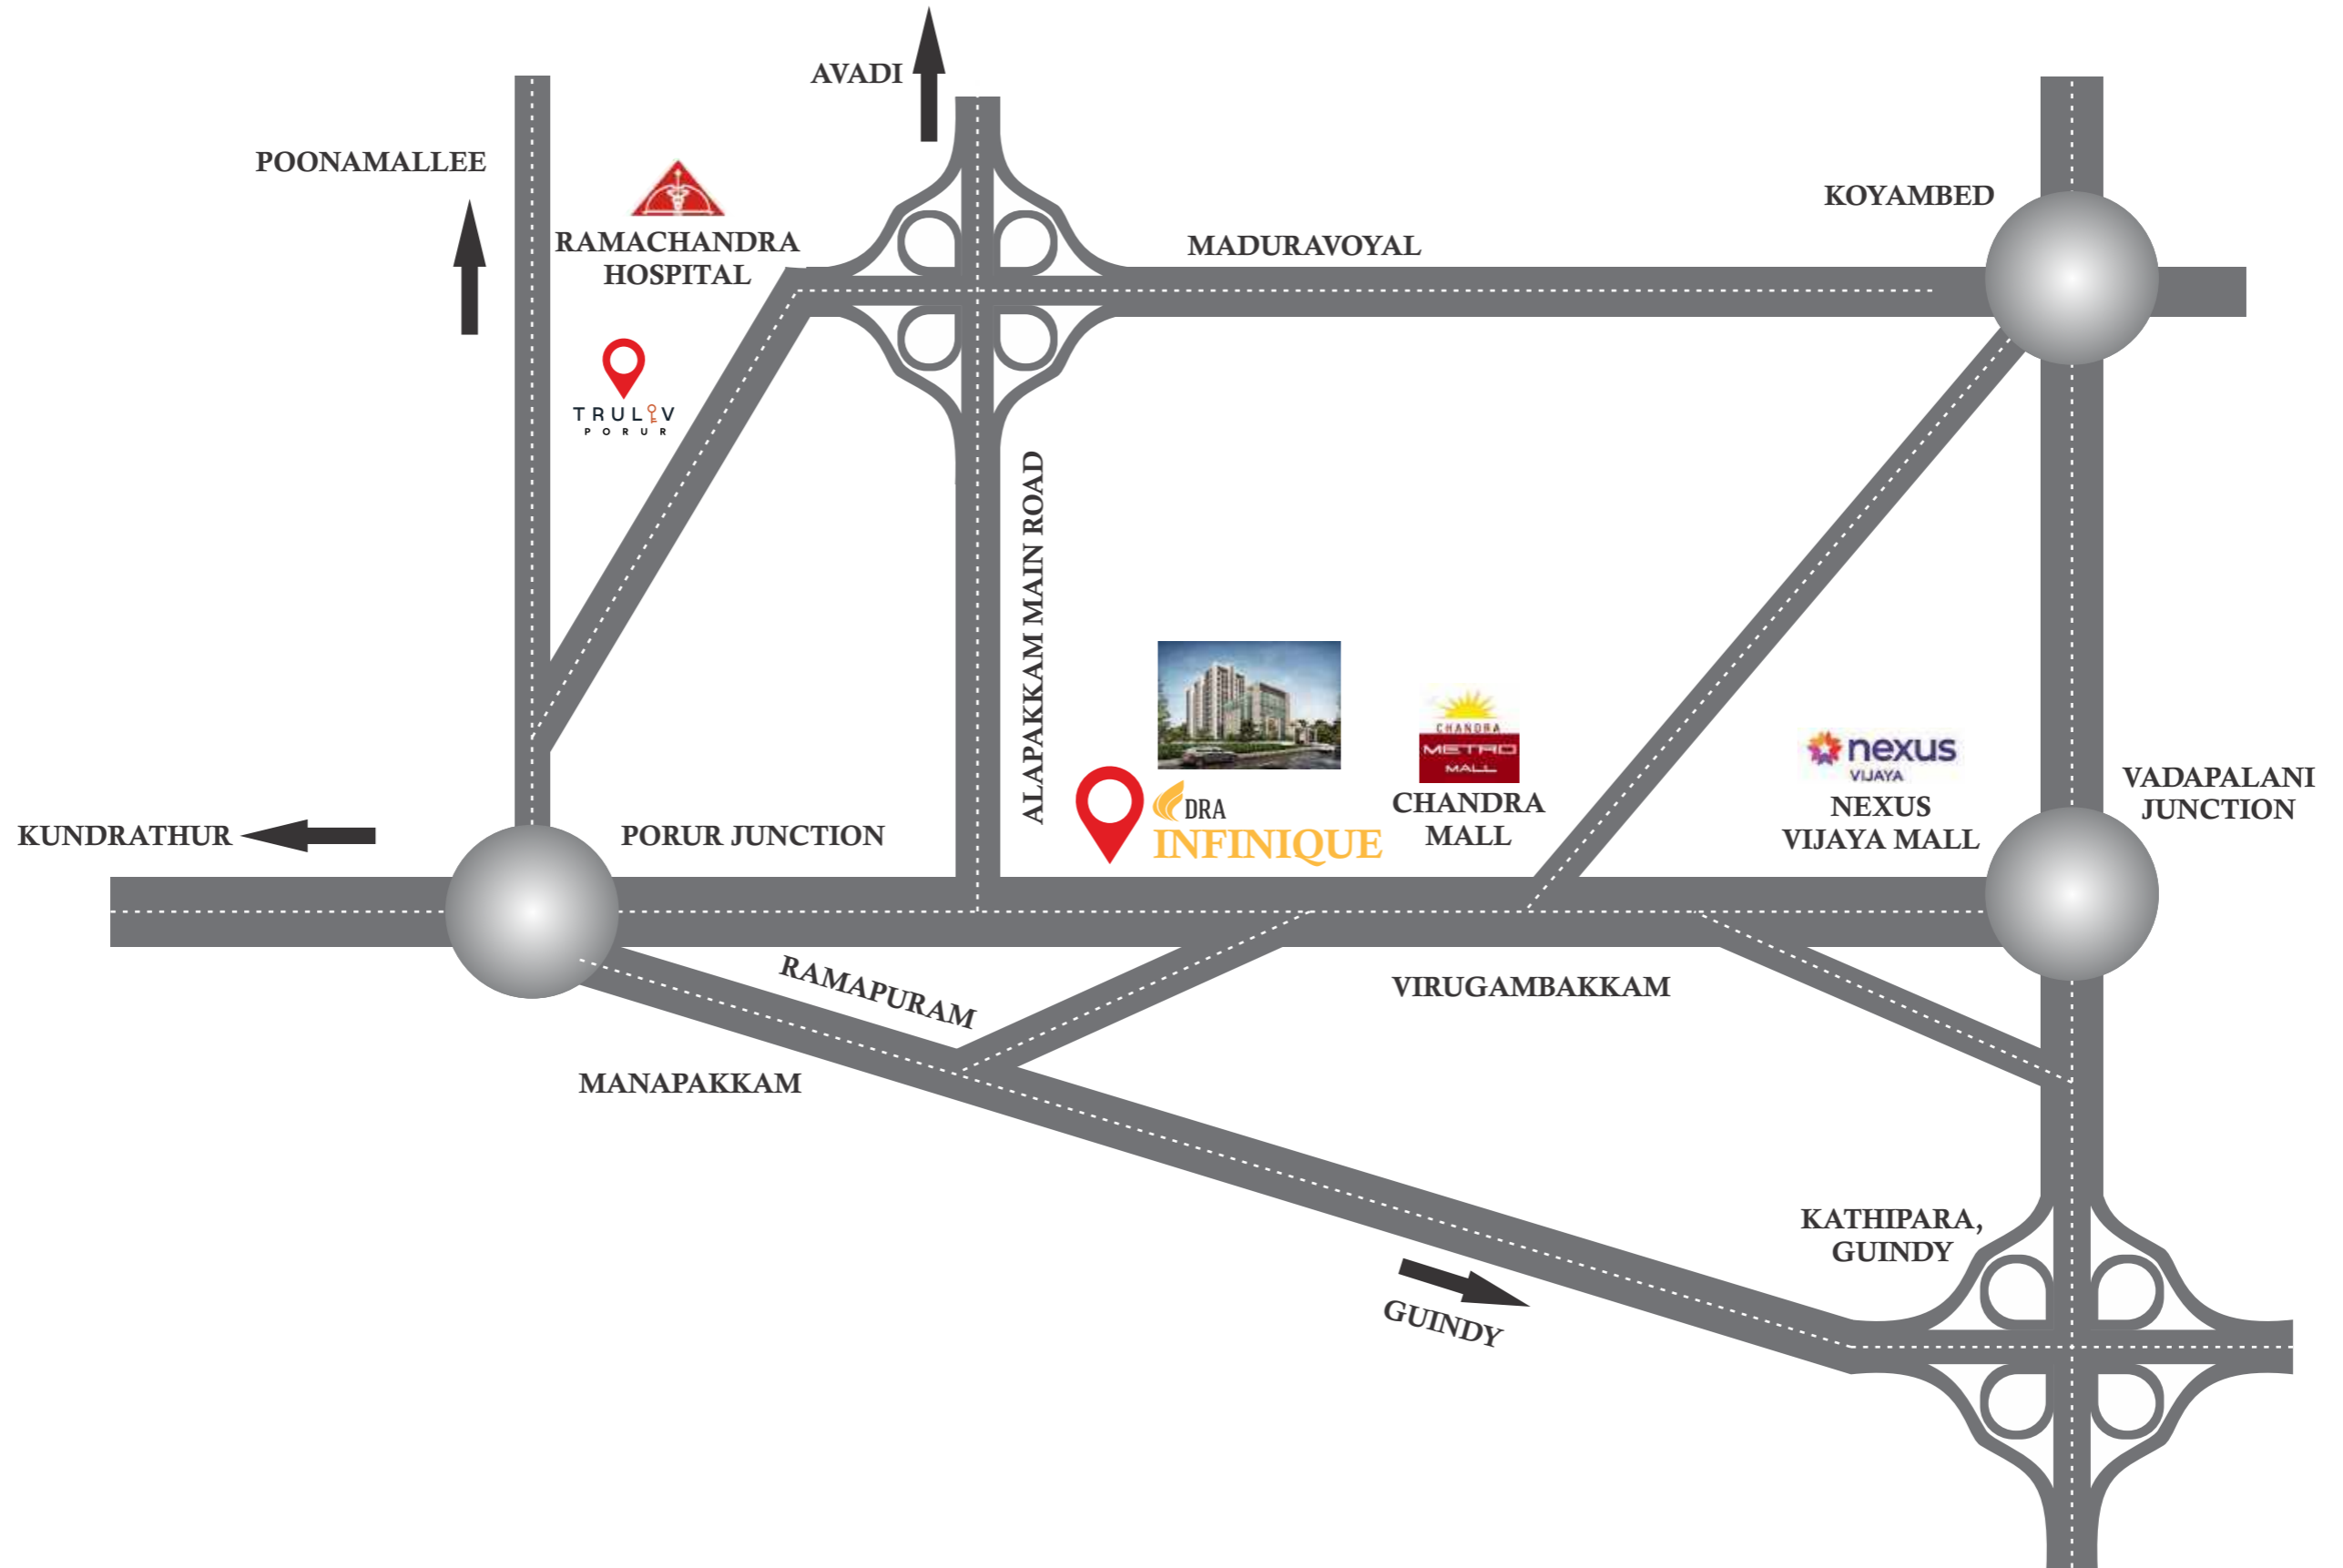 AVADI
POONAMALLEE
RAMACHANDRA
HOSPITAL
KOYAMBED
MADURAVOYAL
TRULIV
PORUR
ALAPAKKAM MAIN ROAD
CHANDRA
METRO
MALL
nexus
VIJAYA
VADAPALANI
JUNCTION
DRA
INFINIQUE
CHANDRA
MALL
NEXUS
VIJAYA MALL
KUNDRATHUR
PORUR JUNCTION
RAMAPURAM
VIRUGAMBAKKAM
MANAPAKKAM
KATHIPARA,
GUINDY
GUINDY